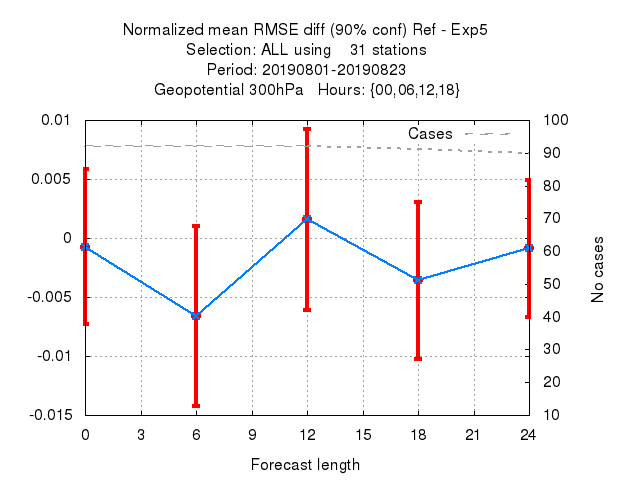 Normalized mean RMSE diff (90% conf) Ref - Exp5
Selection: ALL using 31 stations
Period: 20190801-20190823
Geopotential 300hPa Hours: {00,06,12,18}
Cases
0.01
0.005
0
-0.005
-0.01
-0.015
100
90
80
70
60
50
40
30
20
10
No cases
0 3 6 9 12 15 18 21 24
Forecast length